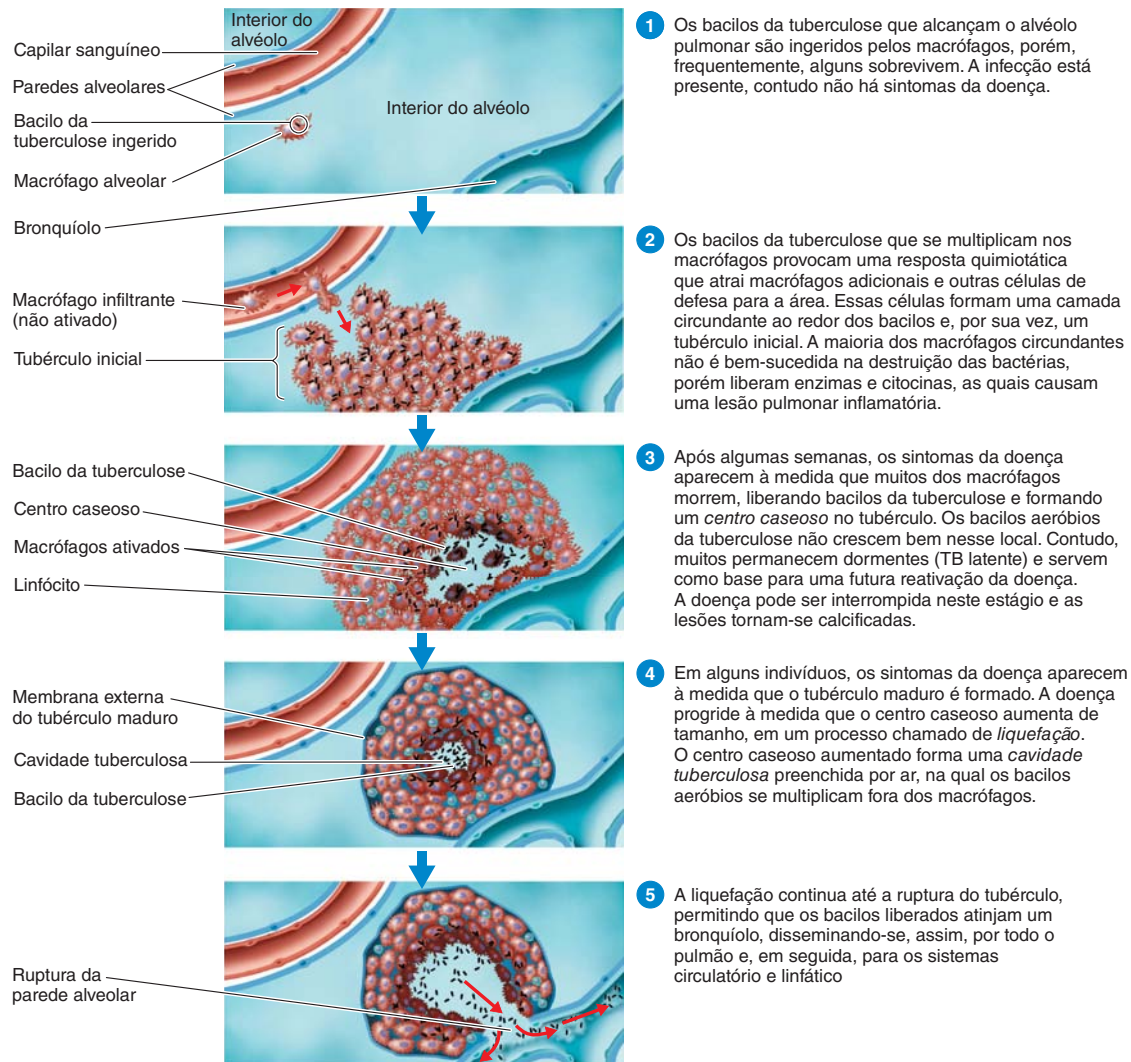 Interior do
alvéolo
Capilar sanguíneo
Paredes alveolares
Interior do alvéolo
Bacilo da
tuberculose ingerido
Macrófago alveolar
Bronquíolo
1 Os bacilos da tuberculose que alcançam o alvéolo
pulmonar são ingeridos pelos macrófagos, porém,
frequentemente, alguns sobrevivem. A infecção está
presente, contudo não há sintomas da doença.
Macrófago infiltrante
(não ativado)
Tubérculo inicial
2 Os bacilos da tuberculose que se multiplicam nos
macrófagos provocam uma resposta quimiotática
que atrai macrófagos adicionais e outras células de
defesa para a área. Essas células formam uma camada
circundante ao redor dos bacilos e, por sua vez, um
tubérculo inicial. A maioria dos macrófagos circundantes
não é bem-sucedida na destruição das bactérias,
porém liberam enzimas e citocinas, as quais causam
uma lesão pulmonar inflamatória.
Bacilo da tuberculose
Centro caseoso
Macrófagos ativados
Linfócito
3 Após algumas semanas, os sintomas da doença
aparecem à medida que muitos dos macrófagos
morrem, liberando bacilos da tuberculose e formando
um centro caseoso no tubérculo. Os bacilos aeróbios
da tuberculose não crescem bem nesse local. Contudo,
muitos permanecem dormentes (TB latente) e servem
como base para uma futura reativação da doença.
A doença pode ser interrompida neste estágio e as
lesões tornam-se calcificadas.
Membrana externa
do tubérculo maduro
Cavidade tuberculosa
Bacilo da tuberculose
4 Em alguns indivíduos, os sintomas da doença aparecem
à medida que o tubérculo maduro é formado. A doença
progride à medida que o centro caseoso aumenta de
tamanho, em um processo chamado de liquefação.
O centro caseoso aumentado forma uma cavidade
tuberculosa preenchida por ar, na qual os bacilos
aeróbios se multiplicam fora dos macrófagos.
Ruptura da
parede alveolar
5 A liquefação continua até a ruptura do tubérculo,
permitindo que os bacilos liberados atinjam um
bronquíolo, disseminando-se, assim, por todo o
pulmão e, em seguida, para os sistemas
circulatório e linfático